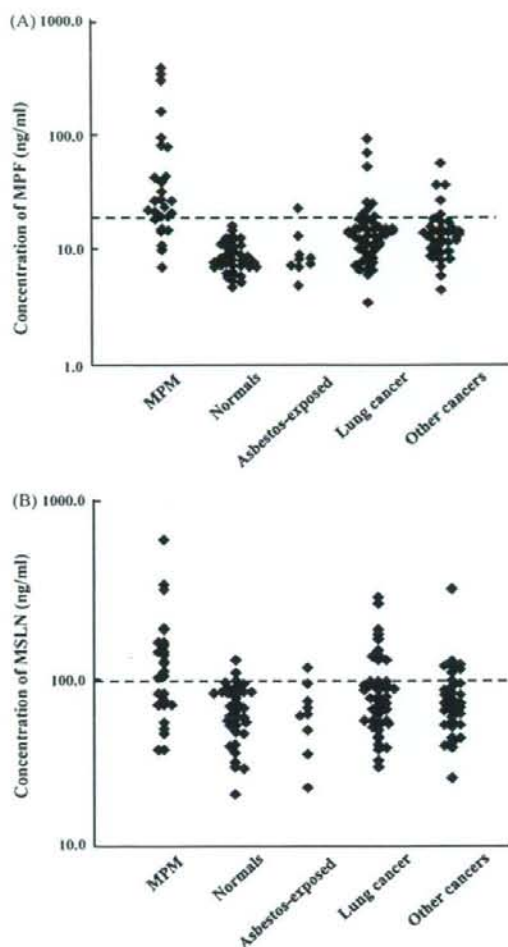 (A)
1000.0
100.0
10.0
1.0
Concentration of MPF (ng/ml)
MPM
Normals
Asbestos-exposed
Lung cancer
Other cancers
(B)
1000.0
100.0
10.0
Concentration of MSLN (ng/ml)
MPM
Normals
Asbestos-exposed
Lung cancer
Other cancers